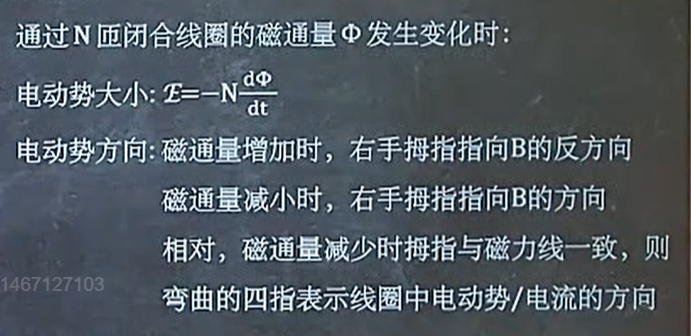 通过N匝闭合线圈的磁通量Φ发生变化时：
电动势大小: ℰ=−N dΦ/dt
电动势方向: 磁通量增加时，右手拇指指向B的反方向
磁通量减小时，右手拇指指向B的方向
相对，磁通量减少时拇指与磁力线一致，则
1467127103
弯曲的四指表示线圈中电动势/电流的方向